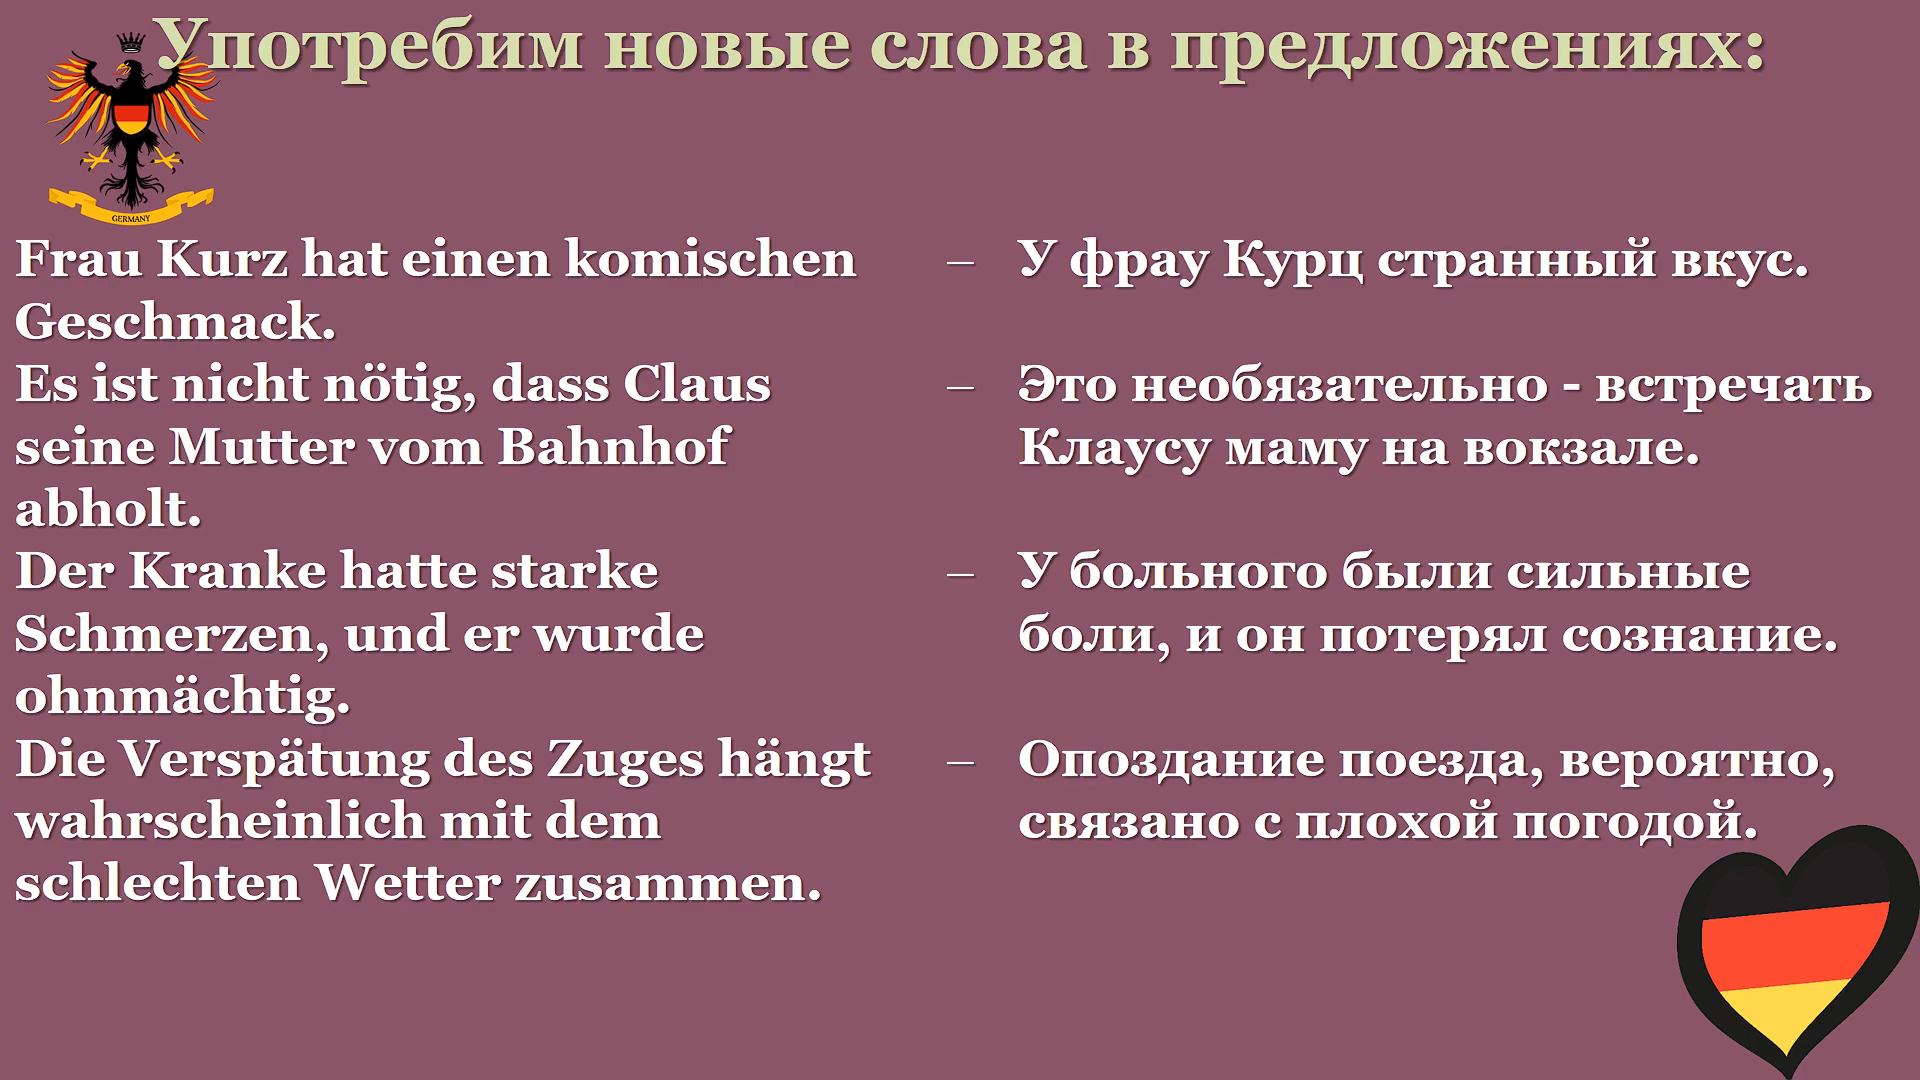 Употребим новые слова в предложениях:
GERMANY
Frau Kurz hat einen komischen
Geschmack.
– У фрау Курц странный вкус.
Es ist nicht nötig, dass Claus
seine Mutter vom Bahnhof
abholt.
– Это необязательно - встречать
Клаусу маму на вокзале.
Der Kranke hatte starke
Schmerzen, und er wurde
ohnmächtig.
– У больного были сильные
боли, и он потерял сознание.
Die Verspätung des Zuges hängt
wahrscheinlich mit dem
schlechten Wetter zusammen.
– Опоздание поезда, вероятно,
связано с плохой погодой.